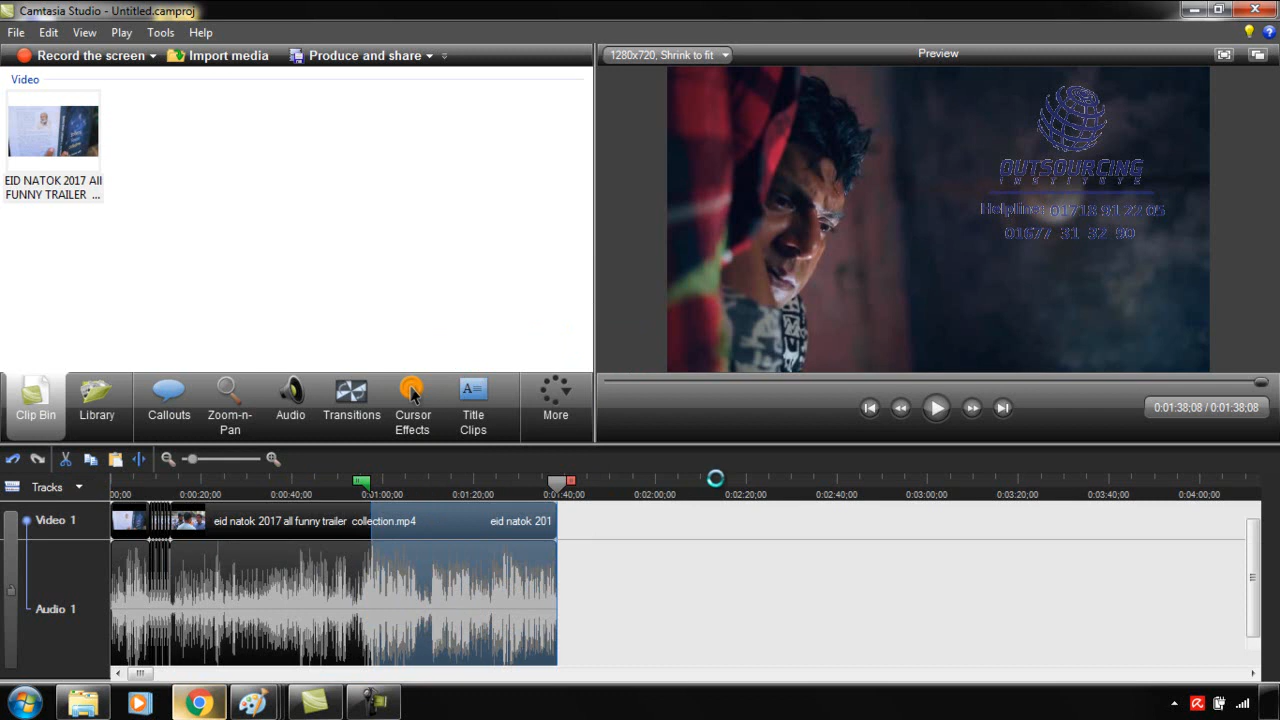 Camtasia Studio - Untitled.camproj
File Edit View Play Tools Help
Record the screen Import media Produce and share
1280x720, Shrink to fit
Preview
Video
EID NATOK 2017 All
FUNNY TRAILER ...
OUTSOURCING
INSTITUTE
Helpline: 01718 91 22 05
01677 31 32 90
Clip Bin
Library
Callouts
Zoom-n-
Pan
Audio
Transitions
Cursor
Effects
Title
Clips
More
0:01:38;08 / 0:01:38;08
Tracks
00;00 0:00:20;00 0:00:40;00 0:01:00;00 0:01:20;00 0:01:40;00 0:02:00;00 0:02:20;00 0:02:40;00 0:03:00;00 0:03:20;00 0:03:40;00 0:04:00;00
Video 1
eid natok 2017 all funny trailer collection.mp4
eid natok 201
Audio 1